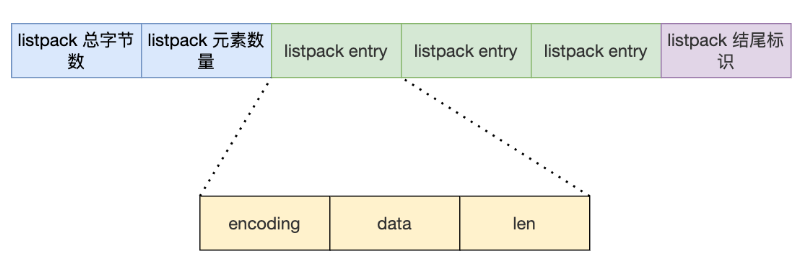 listpack 总字节
数
listpack 元素数
量
listpack entry
listpack entry
listpack entry
listpack 结尾标
识
encoding
data
len